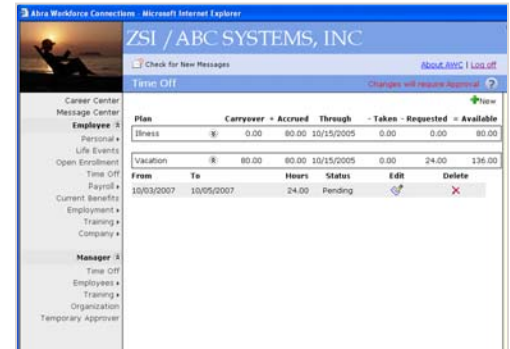 Abra Workforce Connections - Microsoft Internet Explorer
ZSI / ABC SYSTEMS, INC
Check for New Messages About AWC | Log off
Time Off Changes will require Approval ?
New
Career Center
Message Center
Employee
Personal
Life Events
Open Enrollment
Time Off
Payroll
Current Benefits
Employment
Training
Company
Manager
Time Off
Employees
Training
Organization
Temporary Approver
Plan Carryover + Accrued Through - Taken - Requested = Available
Illness 0.00 80.00 10/15/2005 0.00 0.00 80.00
Vacation 80.00 80.00 10/15/2005 0.00 24.00 136.00
From To Hours Status Edit Delete
10/03/2007 10/05/2007 24.00 Pending